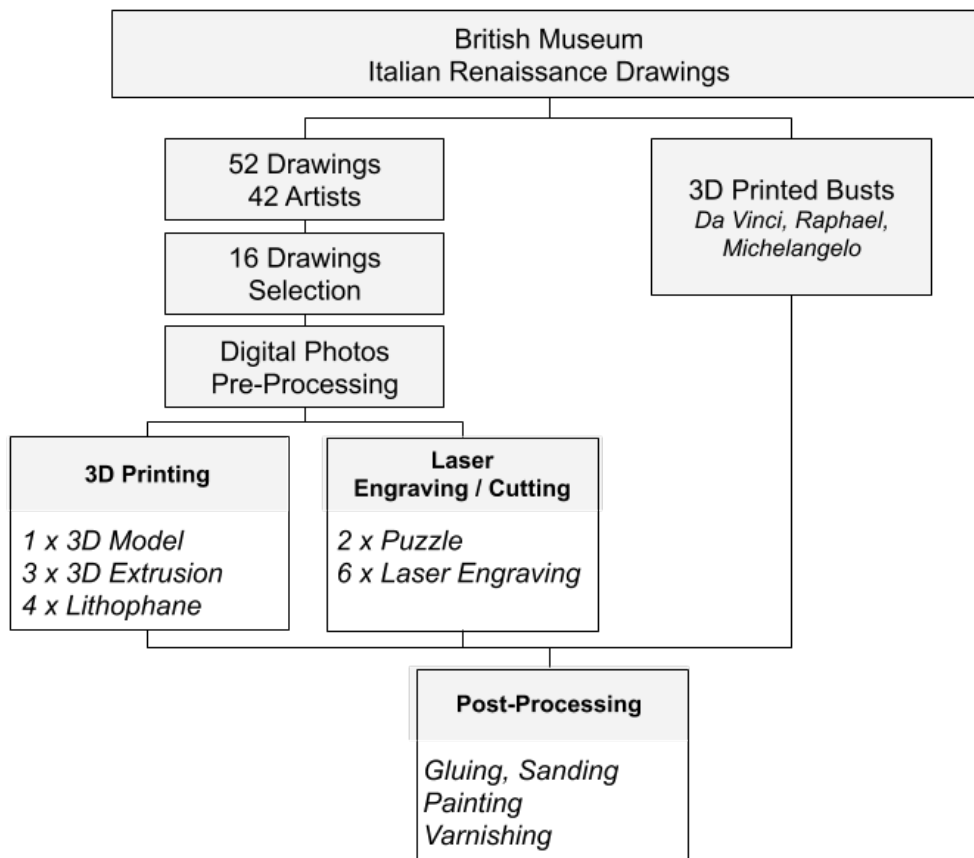 British Museum
Italian Renaissance Drawings
52 Drawings
42 Artists
3D Printed Busts
Da Vinci, Raphael,
Michelangelo
16 Drawings
Selection
Digital Photos
Pre-Processing
3D Printing
1 x 3D Model
3 x 3D Extrusion
4 x Lithophane
Laser
Engraving / Cutting
2 x Puzzle
6 x Laser Engraving
Post-Processing
Gluing, Sanding
Painting
Varnishing